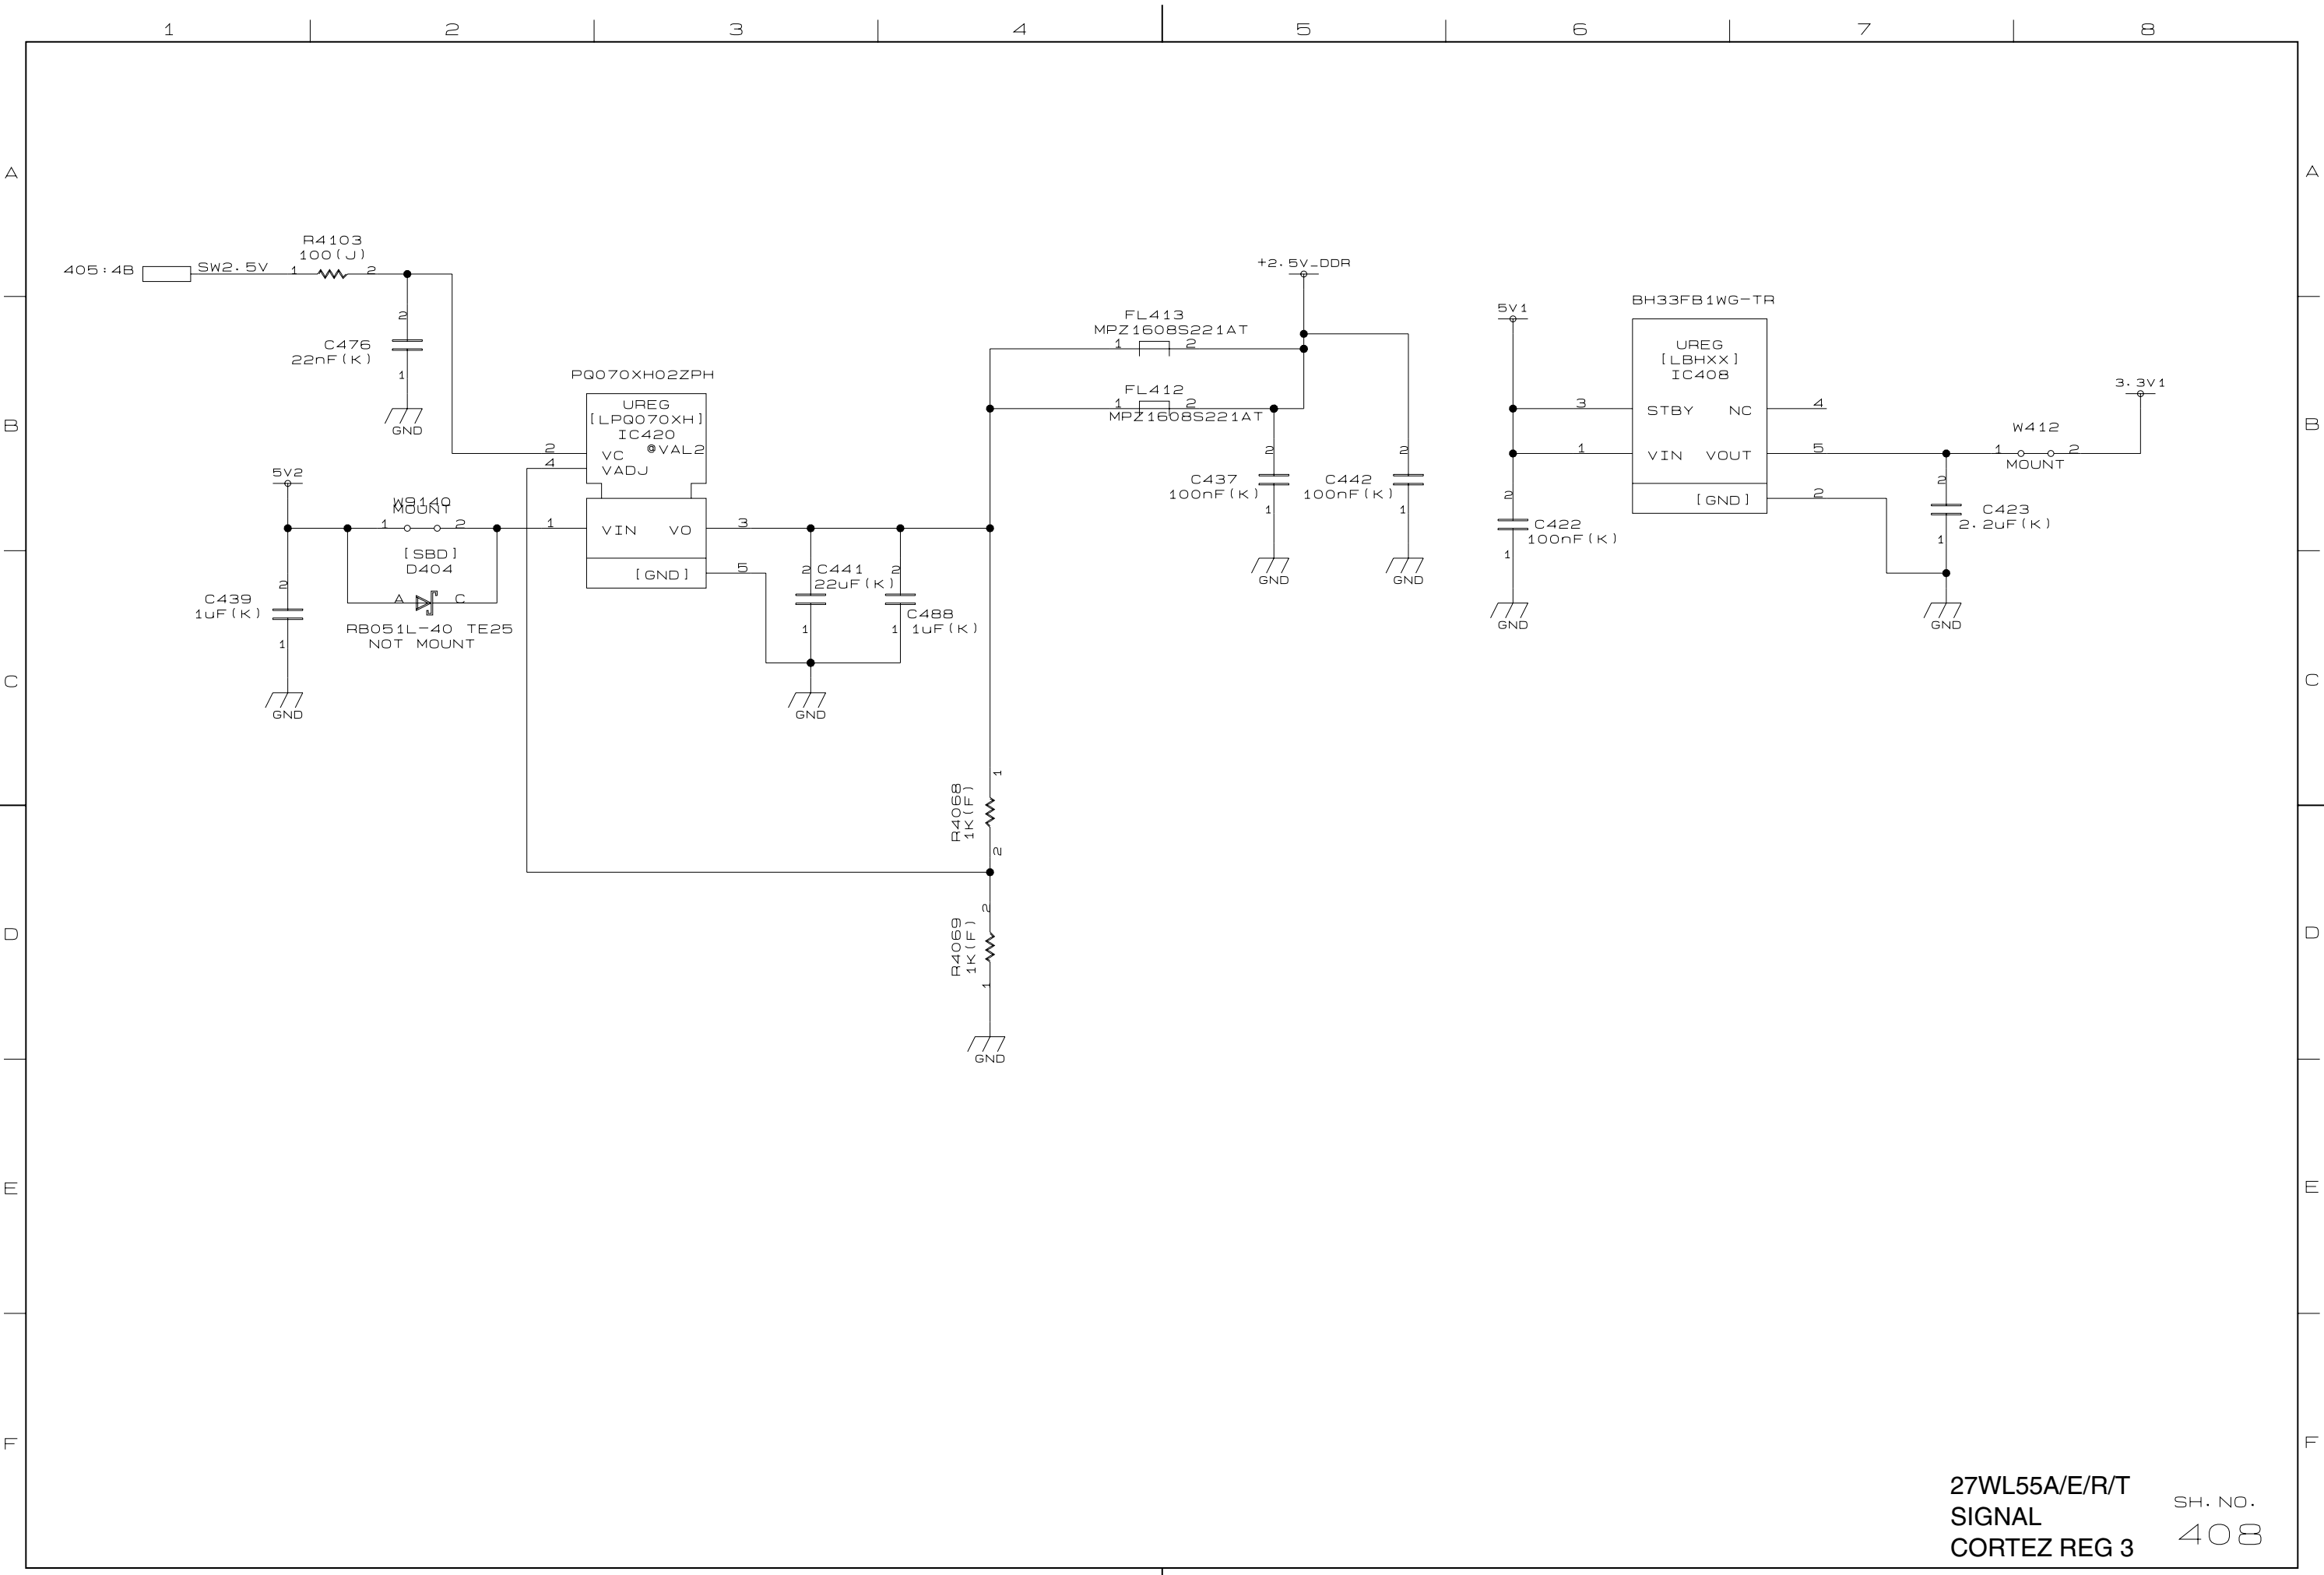 1 2 3 4 5 6 7 8
A A
B B
C C
D D
E E
F F
405:4B SW2.5V 1 2
R4103
100(J)
2
C476
22nF(K)
1
GND
PQ070XH02ZPH
UREG
[LPQ070XH]
IC420
@VAL2
2 VC
4 VADJ
1 VIN VO 3
[GND] 5
5V2
W9140
MOUNT
1 2
[SBD]
D404
A C
RB051L-40 TE25
NOT MOUNT
2
C439
1uF(K)
1
GND
2 C441
22uF(K)
1
2
C488
1uF(K)
1
GND
1
R4068
1K(F)
2
2
R4069
1K(F)
1
GND
+2.5V_DDR
FL413
MPZ1608S221AT
1 2
FL412
1 2
MPZ1608S221AT
2
C437
100nF(K)
1
GND
2
C442
100nF(K)
1
GND
5V1
BH33FB1WG-TR
UREG
[LBHXX]
IC408
3 STBY NC 4
1 VIN VOUT 5
[GND] 2
2
C422
100nF(K)
1
GND
3.3V1
W412
1 2
MOUNT
2
C423
2.2uF(K)
1
GND
27WL55A/E/R/T
SIGNAL
CORTEZ REG 3
SH.NO.
408